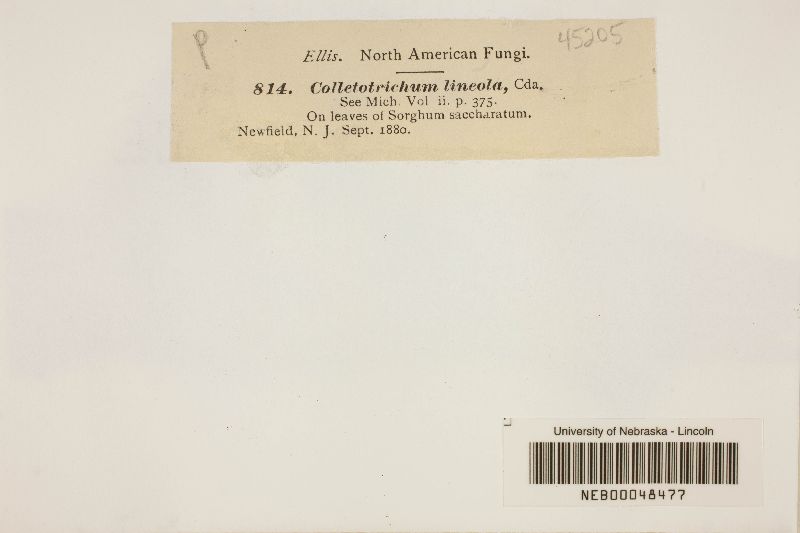 P
45205
Ellis. North American Fungi.
814. Colletotrichum lineola, Cda.
See Mich. Vol ii. p. 375.
On leaves of Sorghum saccharatum.
Newfield, N. J. Sept. 1880.
University of Nebraska - Lincoln
NEB00048477